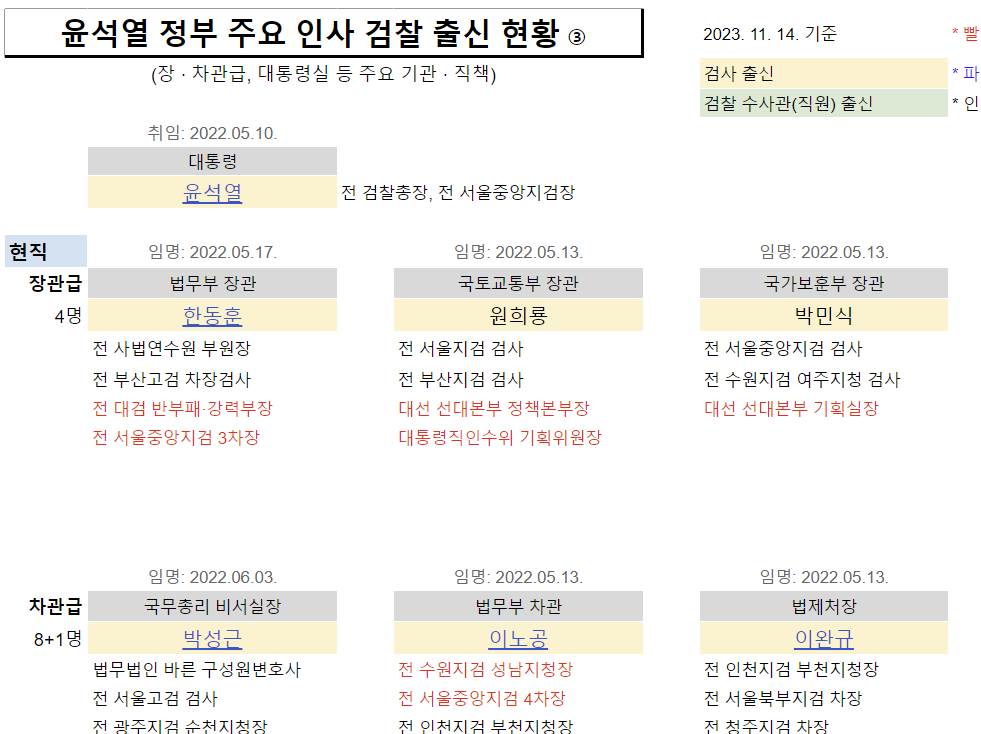 윤석열 정부 주요 인사 검찰 출신 현황 ③
(장 · 차관급, 대통령실 등 주요 기관 · 직책)
2023. 11. 14. 기준
* 빨
검사 출신
* 파
검찰 수사관(직원) 출신
* 인
취임: 2022.05.10.
대통령
윤석열
전 검찰총장, 전 서울중앙지검장
현직
임명: 2022.05.17.
임명: 2022.05.13.
임명: 2022.05.13.
장관급
법무부 장관
국토교통부 장관
국가보훈부 장관
4명
한동훈
원희룡
박민식
전 사법연수원 부원장
전 서울지검 검사
전 서울중앙지검 검사
전 부산고검 차장검사
전 부산지검 검사
전 수원지검 여주지청 검사
전 대검 반부패·강력부장
대선 선대본부 정책본부장
대선 선대본부 기획실장
전 서울중앙지검 3차장
대통령직인수위 기획위원장
임명: 2022.06.03.
임명: 2022.05.13.
임명: 2022.05.13.
차관급
국무총리 비서실장
법무부 차관
법제처장
8+1명
박성근
이노공
이완규
법무법인 바른 구성원변호사
전 수원지검 성남지청장
전 인천지검 부천지청장
전 서울고검 검사
전 서울중앙지검 4차장
전 서울북부지검 차장
전 광주지검 순천지청장
전 인천지검 부천지청장
전 청주지검 차장